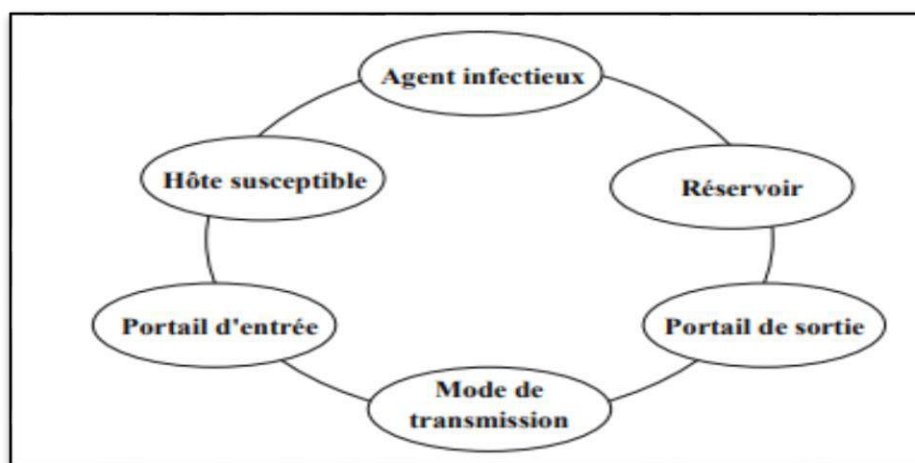 Agent infectieux
Hôte susceptible
Réservoir
Portail d'entrée
Portail de sortie
Mode de
transmission